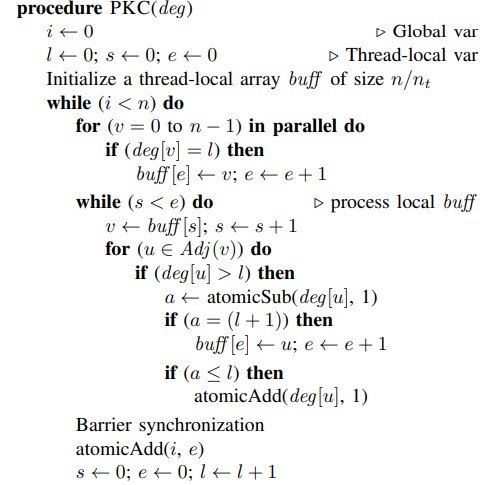 procedure PKC(deg)
i ← 0 ▷ Global var
l ← 0; s ← 0; e ← 0 ▷ Thread-local var
Initialize a thread-local array buff of size n/nₜ
while (i < n) do
for (v = 0 to n − 1) in parallel do
if (deg[v] = l) then
buff[e] ← v; e ← e + 1
while (s < e) do ▷ process local buff
v ← buff[s]; s ← s + 1
for (u ∈ Adj(v)) do
if (deg[u] > l) then
a ← atomicSub(deg[u], 1)
if (a = (l + 1)) then
buff[e] ← u; e ← e + 1
if (a ≤ l) then
atomicAdd(deg[u], 1)
Barrier synchronization
atomicAdd(i, e)
s ← 0; e ← 0; l ← l + 1